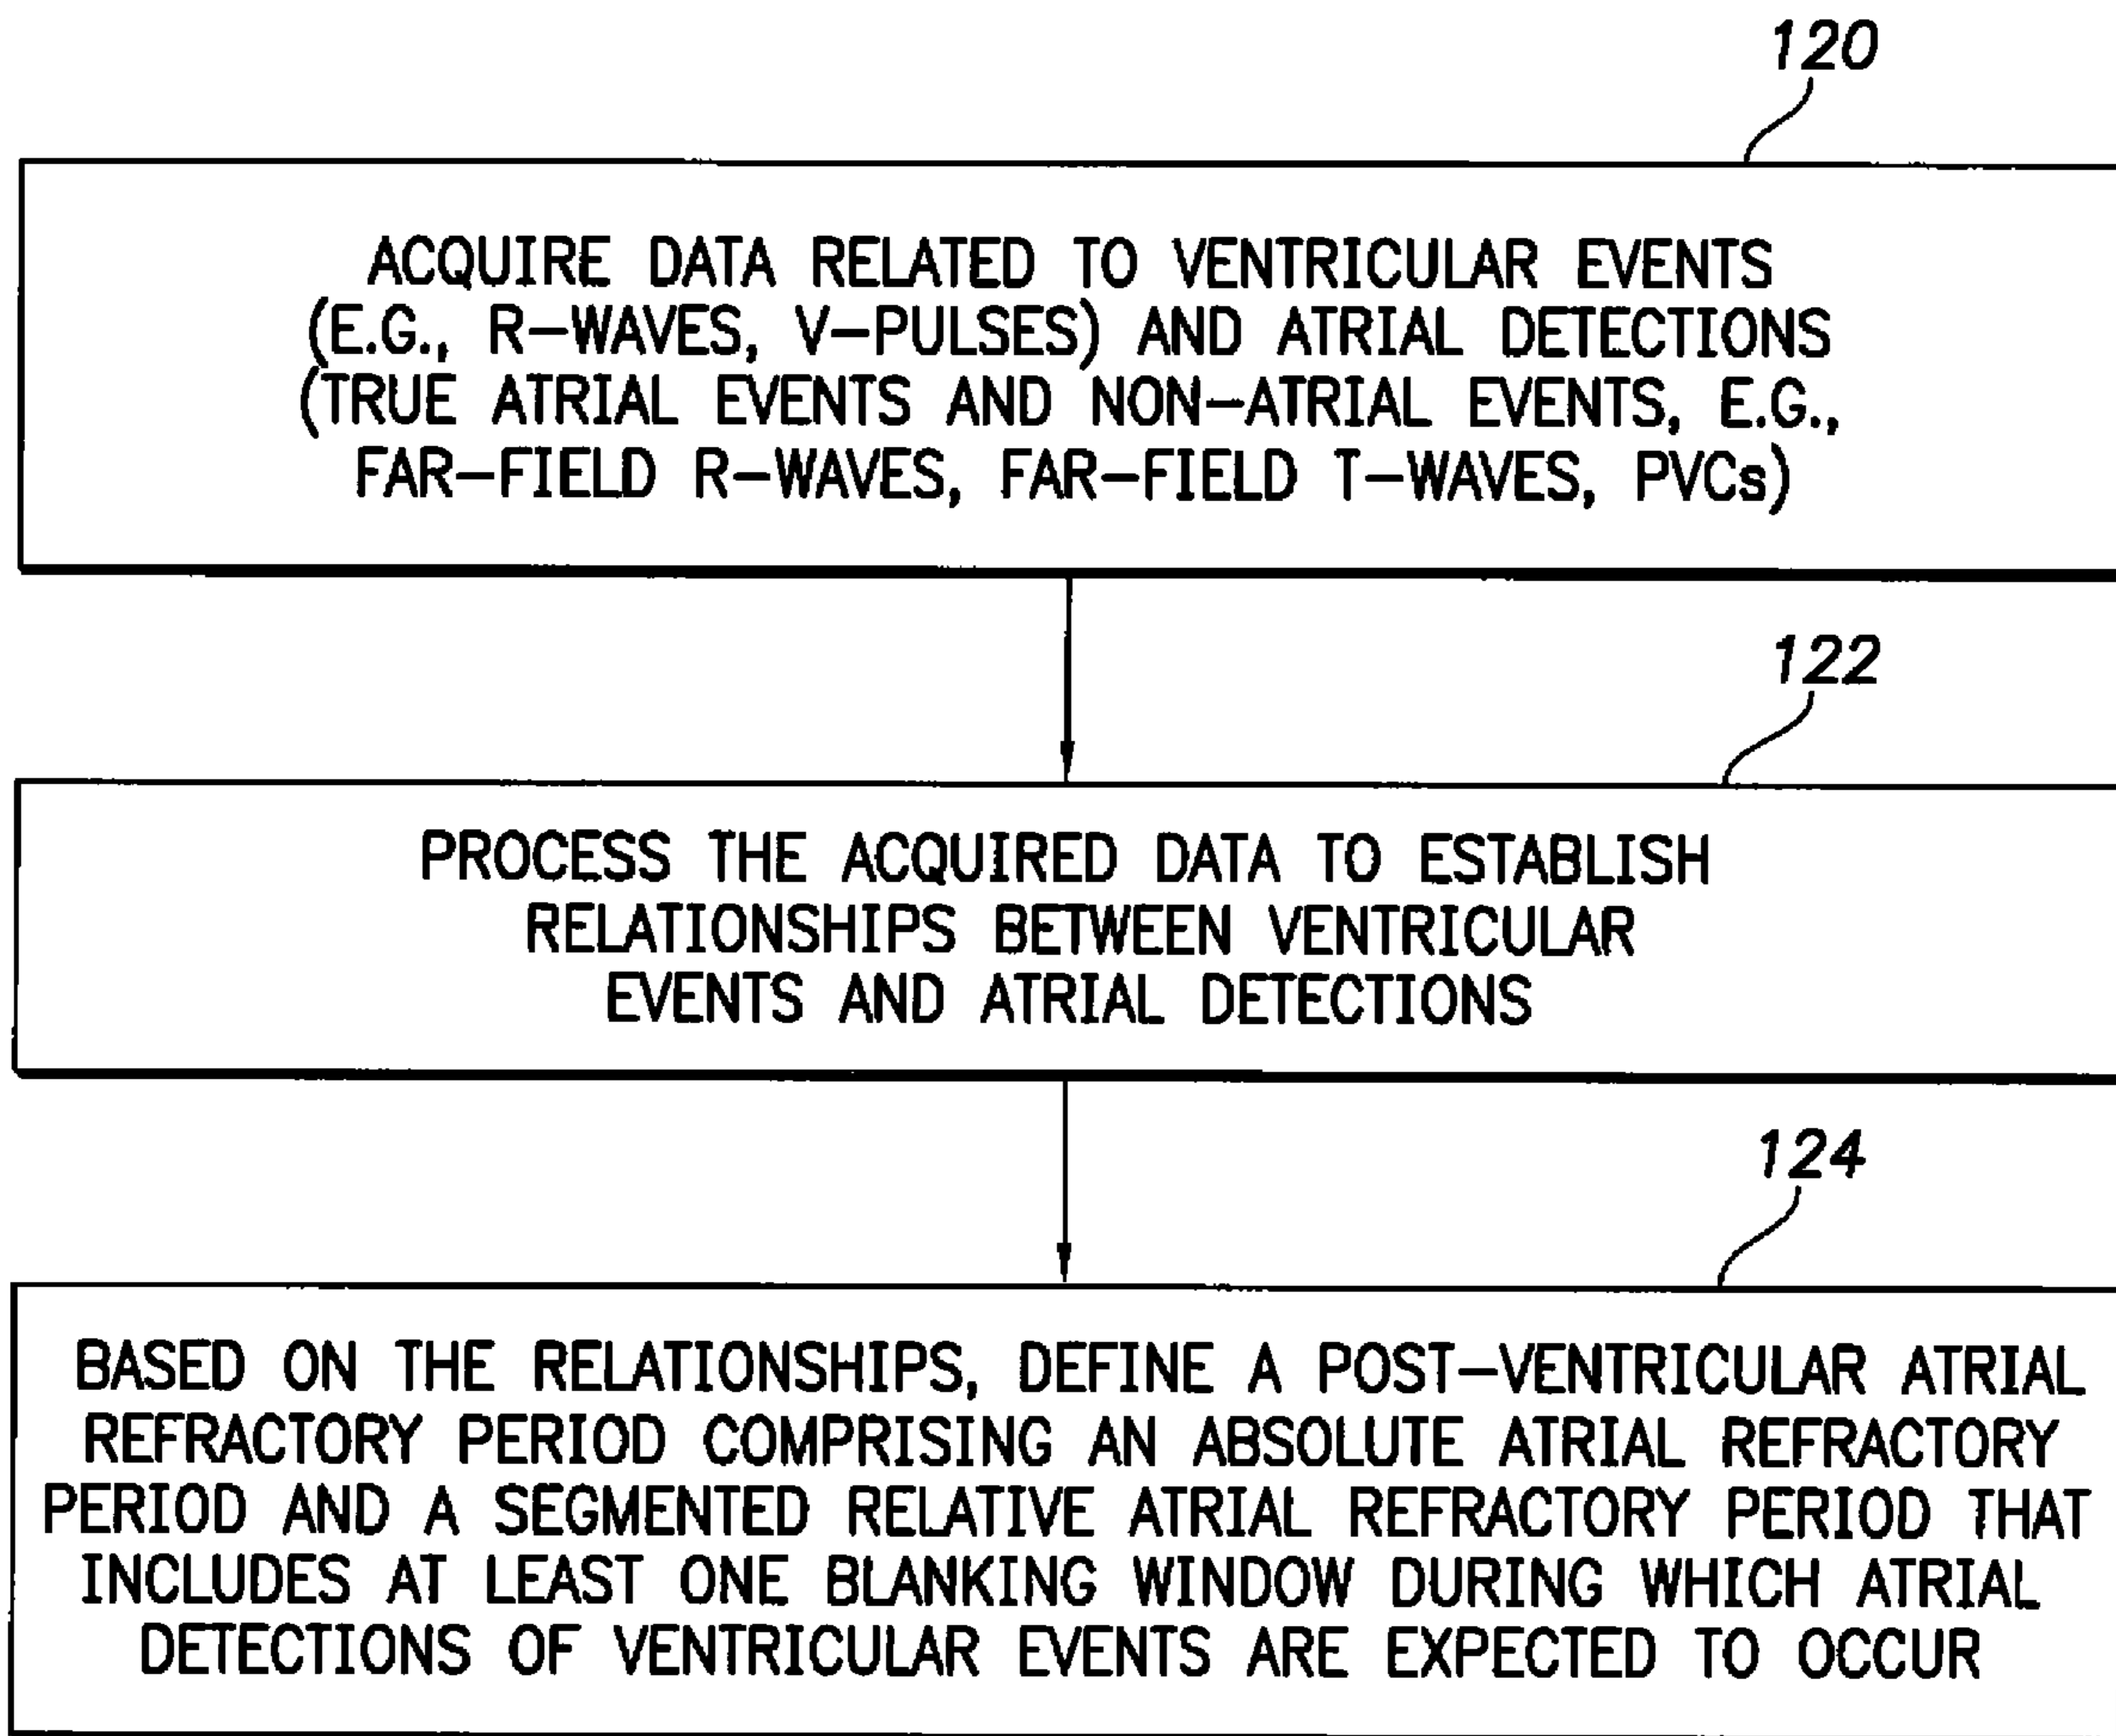 120
ACQUIRE DATA RELATED TO VENTRICULAR EVENTS
(E.G., R-WAVES, V-PULSES) AND ATRIAL DETECTIONS
(TRUE ATRIAL EVENTS AND NON-ATRIAL EVENTS, E.G.,
FAR-FIELD R-WAVES, FAR-FIELD T-WAVES, PVCs)
122
PROCESS THE ACQUIRED DATA TO ESTABLISH
RELATIONSHIPS BETWEEN VENTRICULAR
EVENTS AND ATRIAL DETECTIONS
124
BASED ON THE RELATIONSHIPS, DEFINE A POST-VENTRICULAR ATRIAL
REFRACTORY PERIOD COMPRISING AN ABSOLUTE ATRIAL REFRACTORY
PERIOD AND A SEGMENTED RELATIVE ATRIAL REFRACTORY PERIOD THAT
INCLUDES AT LEAST ONE BLANKING WINDOW DURING WHICH ATRIAL
DETECTIONS OF VENTRICULAR EVENTS ARE EXPECTED TO OCCUR